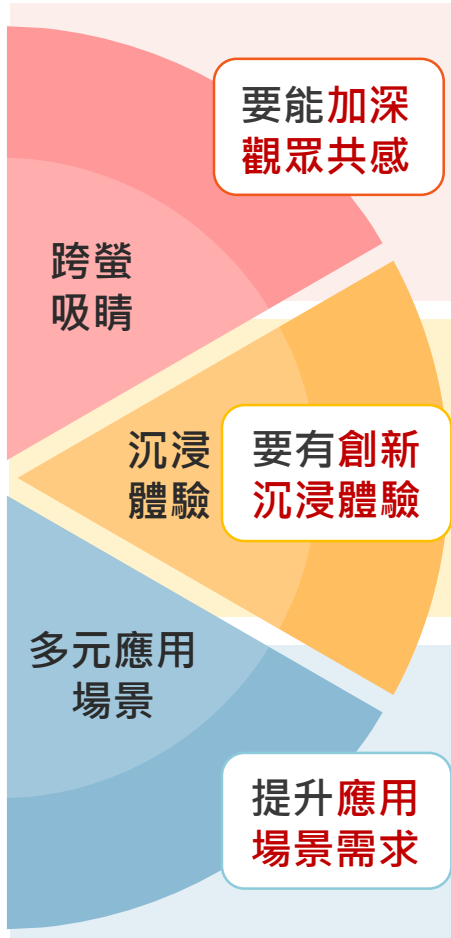 要能加深
觀眾共感
跨螢
吸睛
沉浸
體驗
要有創新
沉浸體驗
多元應用
場景
提升應用
場景需求